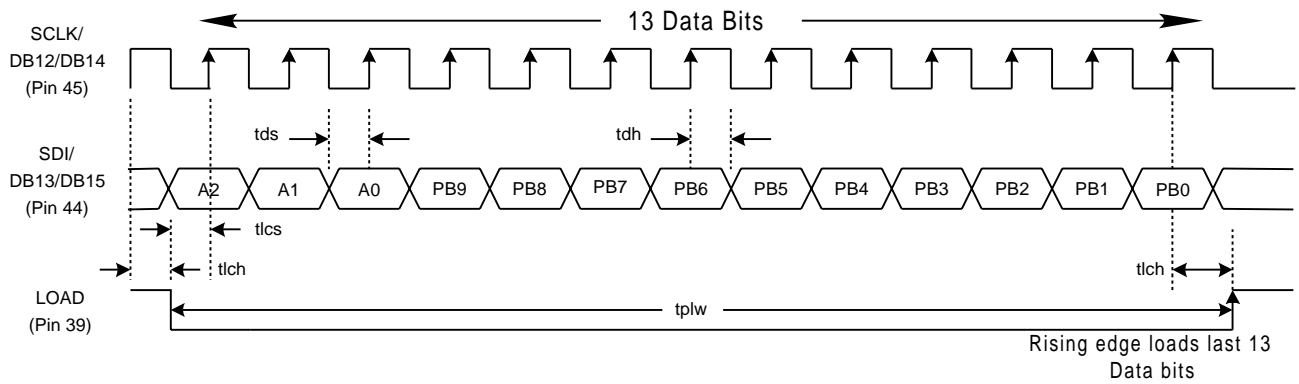 13 Data Bits
SCLK/
DB12/DB14
(Pin 45)
tds
tdh
SDI/
DB13/DB15
(Pin 44)
A2 A1 A0 PB9 PB8 PB7 PB6 PB5 PB4 PB3 PB2 PB1 PB0
tlcs
tlch
tlch
LOAD
(Pin 39)
tplw
Rising edge loads last 13
Data bits